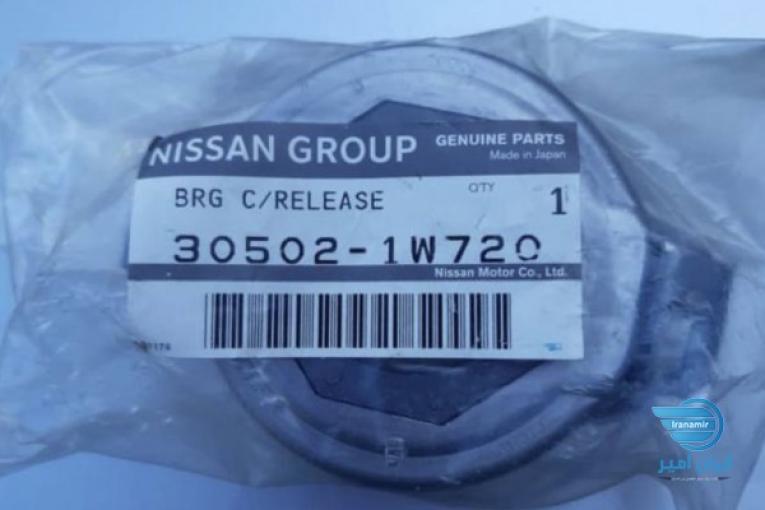 NISSAN GROUP
GENUINE PARTS
Made in Japan
BRG C/RELEASE
QTY
1
30502-1W720
Nissan Motor Co., Ltd.
Iranamir
ایران امیر